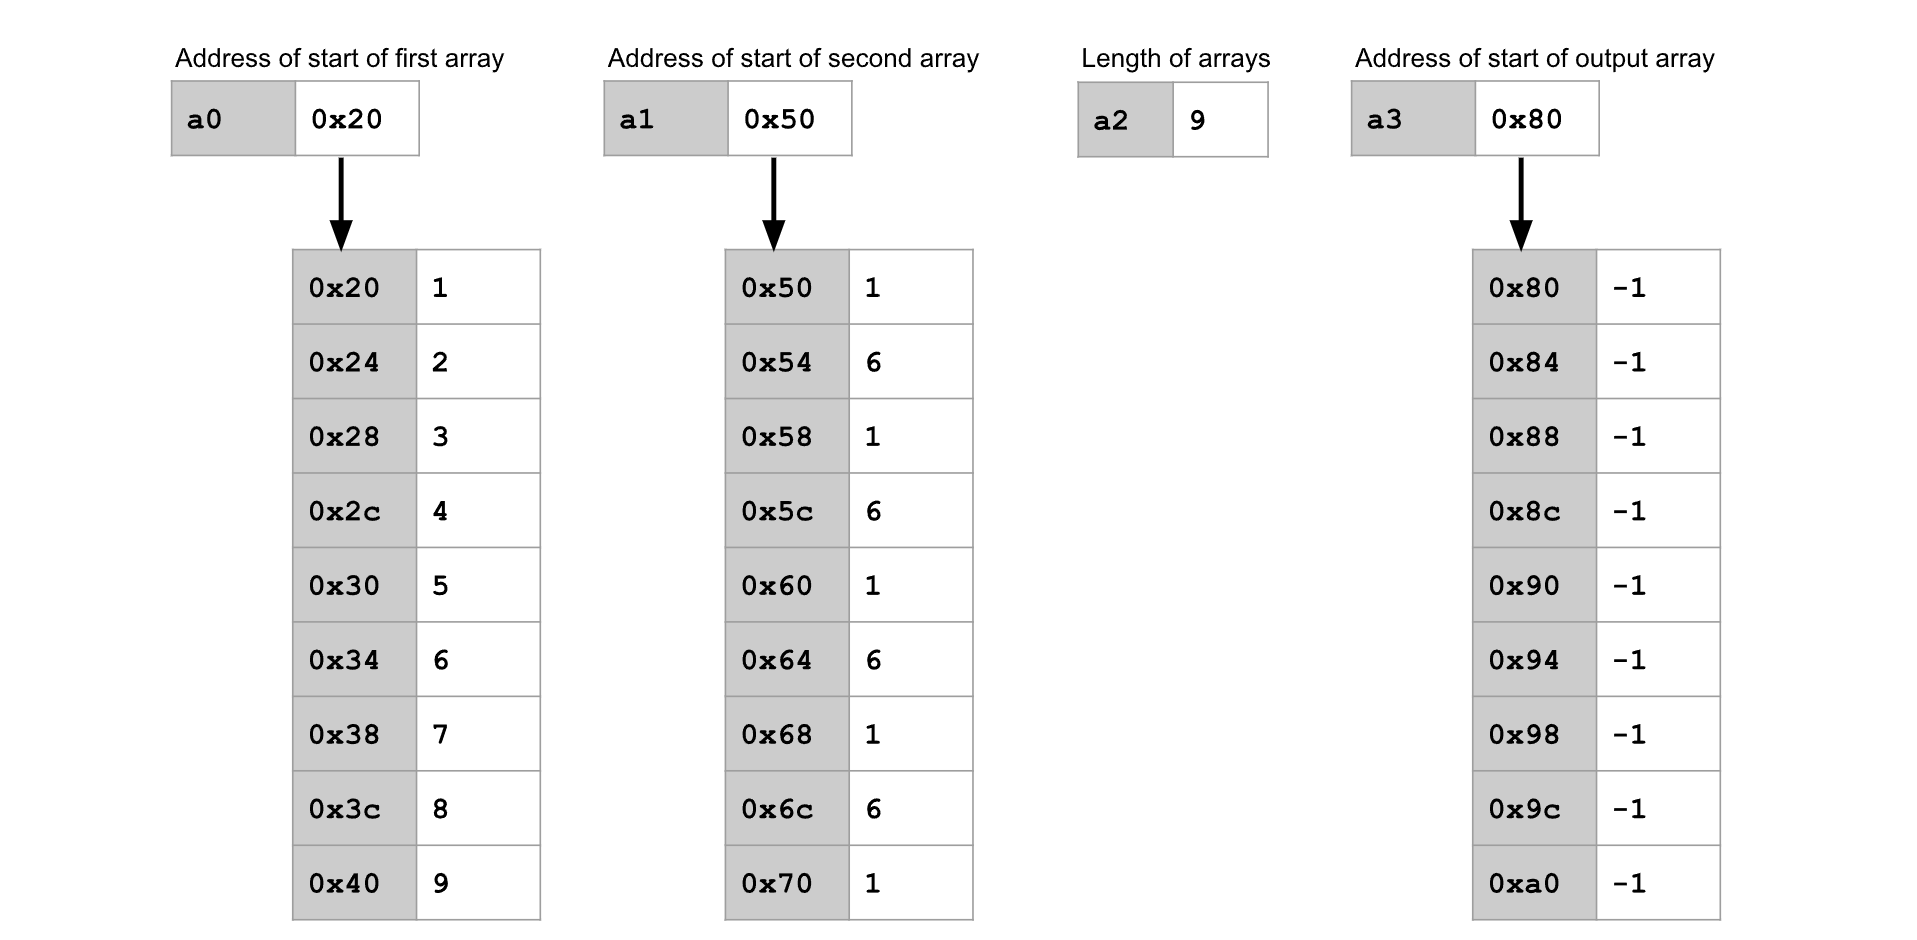 Address of start of first array
Address of start of second array
Length of arrays
Address of start of output array
a0 0x20
a1 0x50
a2 9
a3 0x80
0x20 1 0x50 1 0x80 -1
0x24 2 0x54 6 0x84 -1
0x28 3 0x58 1 0x88 -1
0x2c 4 0x5c 6 0x8c -1
0x30 5 0x60 1 0x90 -1
0x34 6 0x64 6 0x94 -1
0x38 7 0x68 1 0x98 -1
0x3c 8 0x6c 6 0x9c -1
0x40 9 0x70 1 0xa0 -1